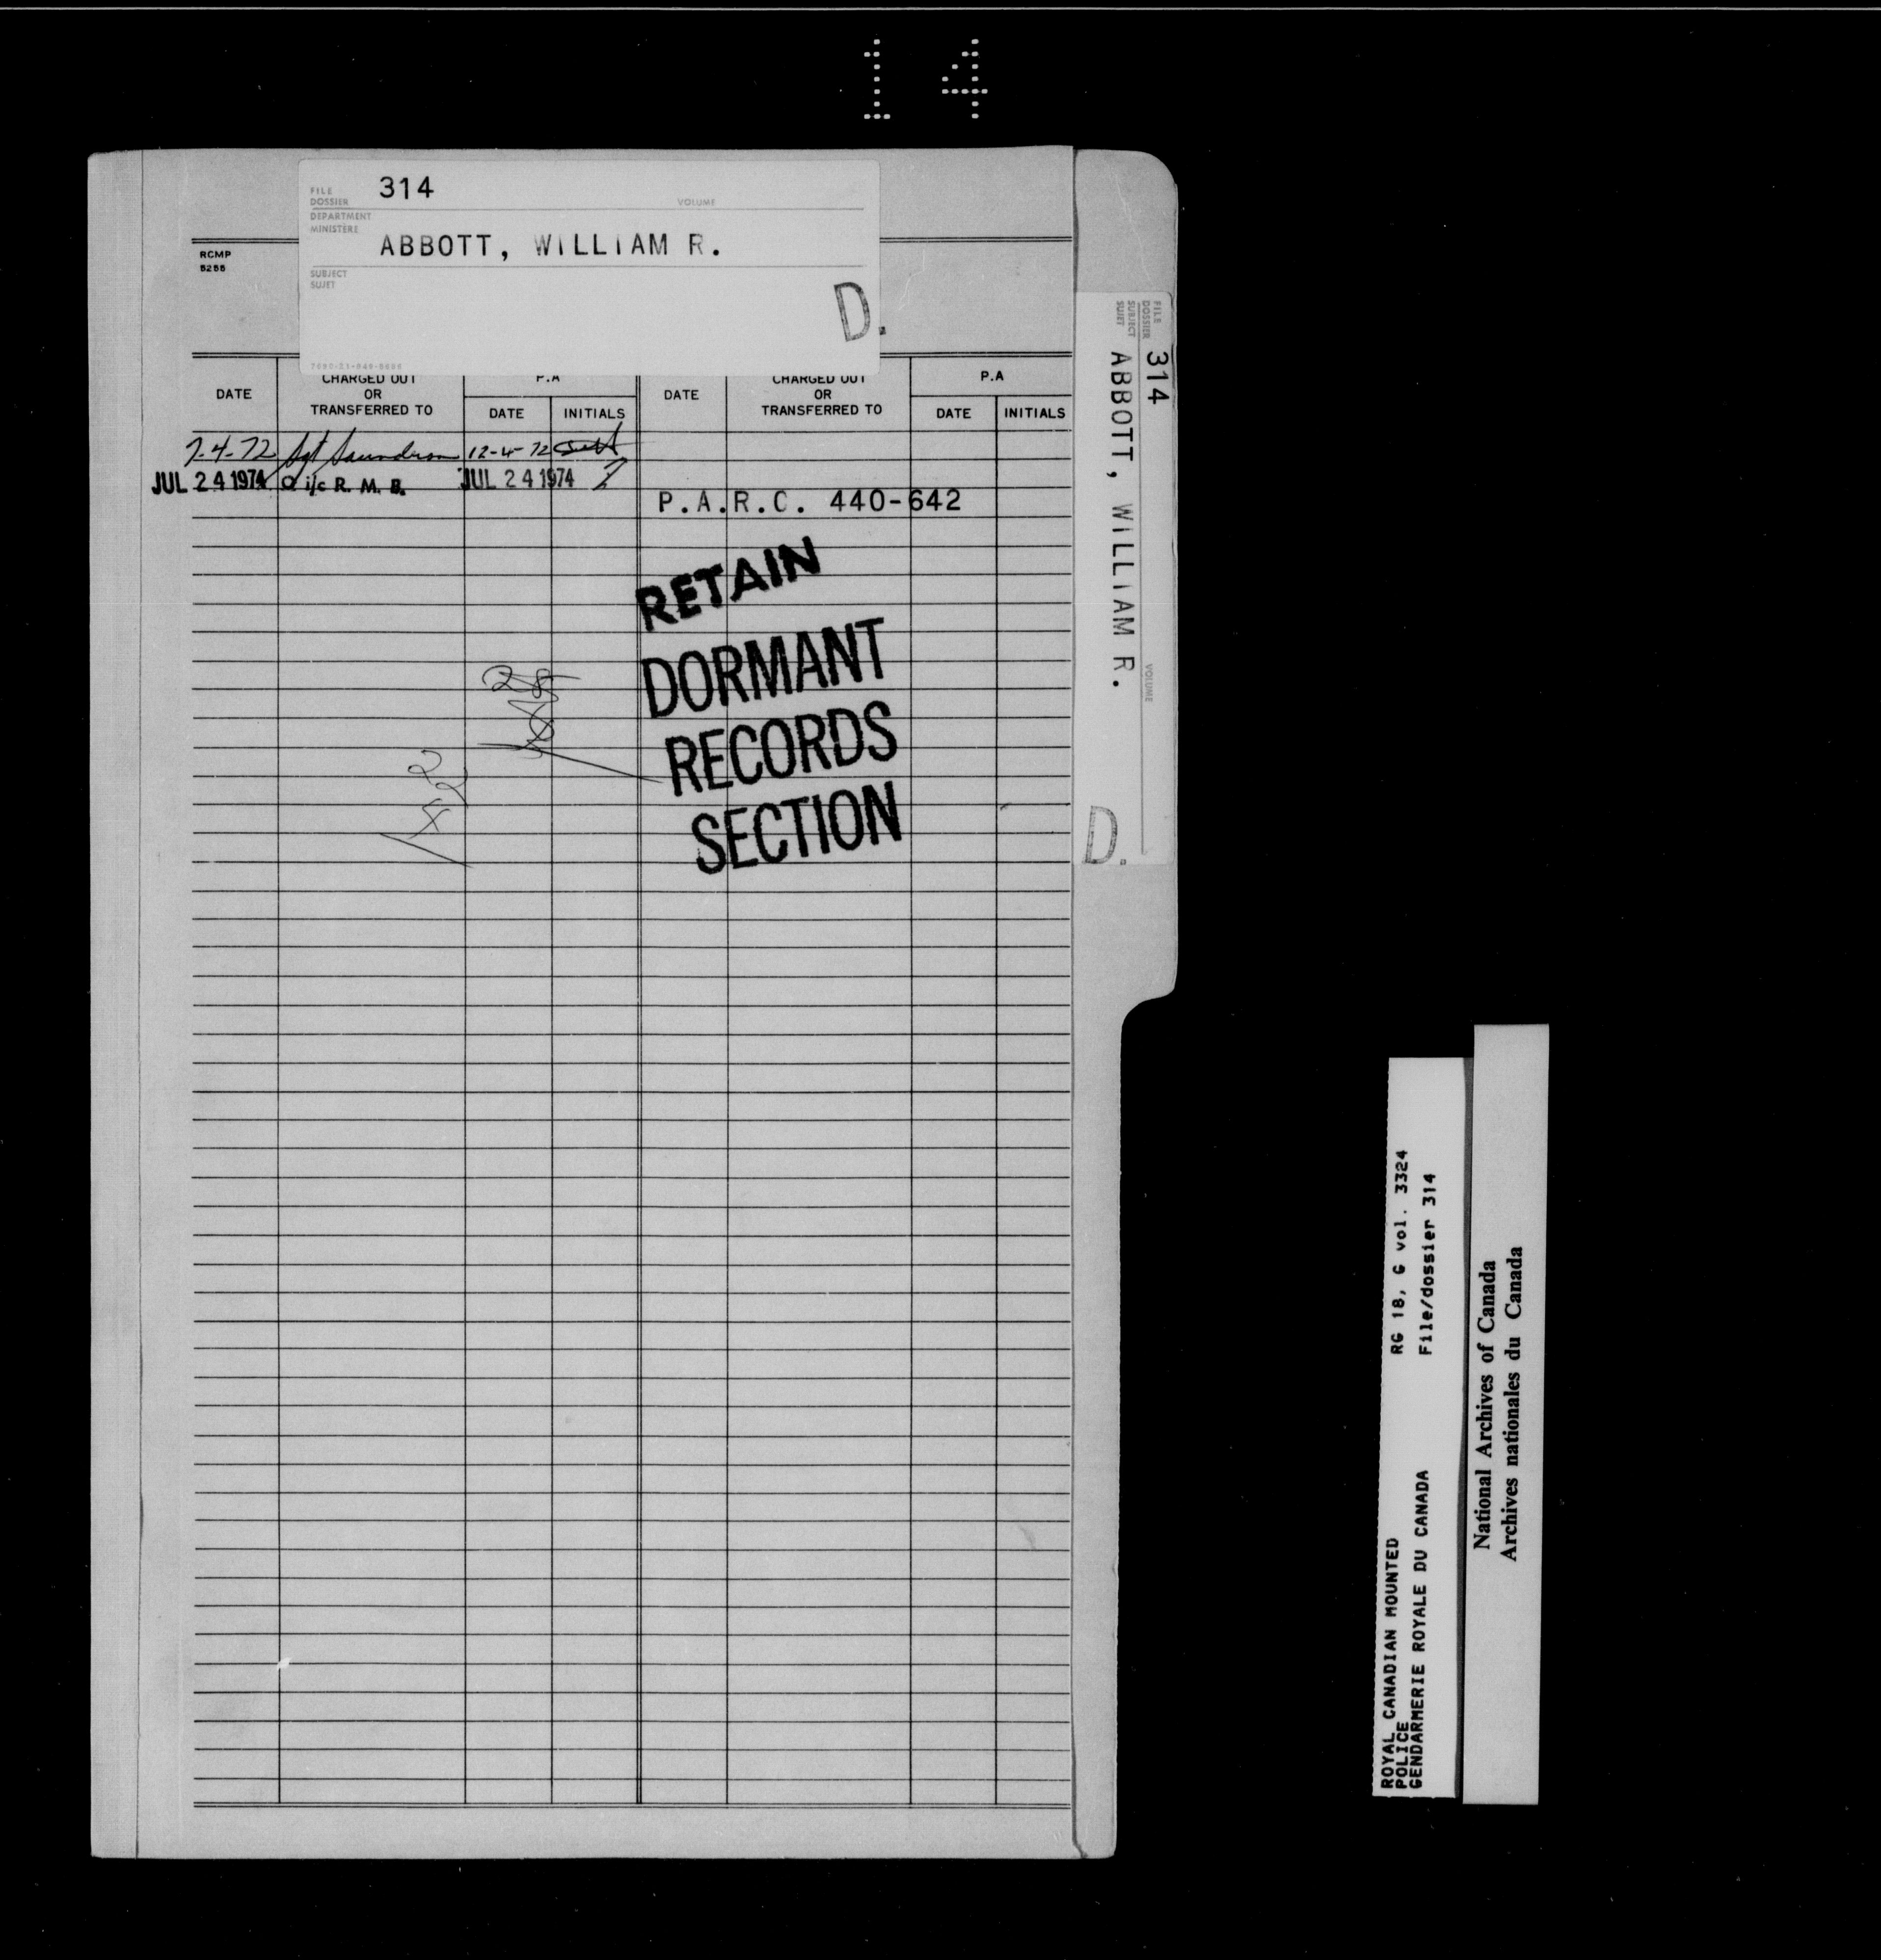 14
FILE
DOSSIER 314 VOLUME
DEPARTMENT
MINISTÈRE
ABBOTT, WILLIAM R.
SUBJECT
SUJET
D.
RCMP
DATE
CHARGED OUT
OR
TRANSFERRED TO
P.A
DATE INITIALS
DATE
CHARGED OUT
OR
TRANSFERRED TO
P.A
DATE INITIALS
7-4-72 Sgt Saunderson 12-4-72
JUL 24 1974 O i/c R. M. B. JUL 24 1974
P.A.R.C. 440-642
RETAIN
DORMANT
RECORDS
SECTION
28
FILE
DOSSIER 314 VOLUME
SUBJECT
SUJET
ABBOTT, WILLIAM R.
D.
ROYAL CANADIAN MOUNTED RG 18, G vol. 3324
POLICE
GENDARMERIE ROYALE DU CANADA File/dossier 314
National Archives of Canada
Archives nationales du Canada